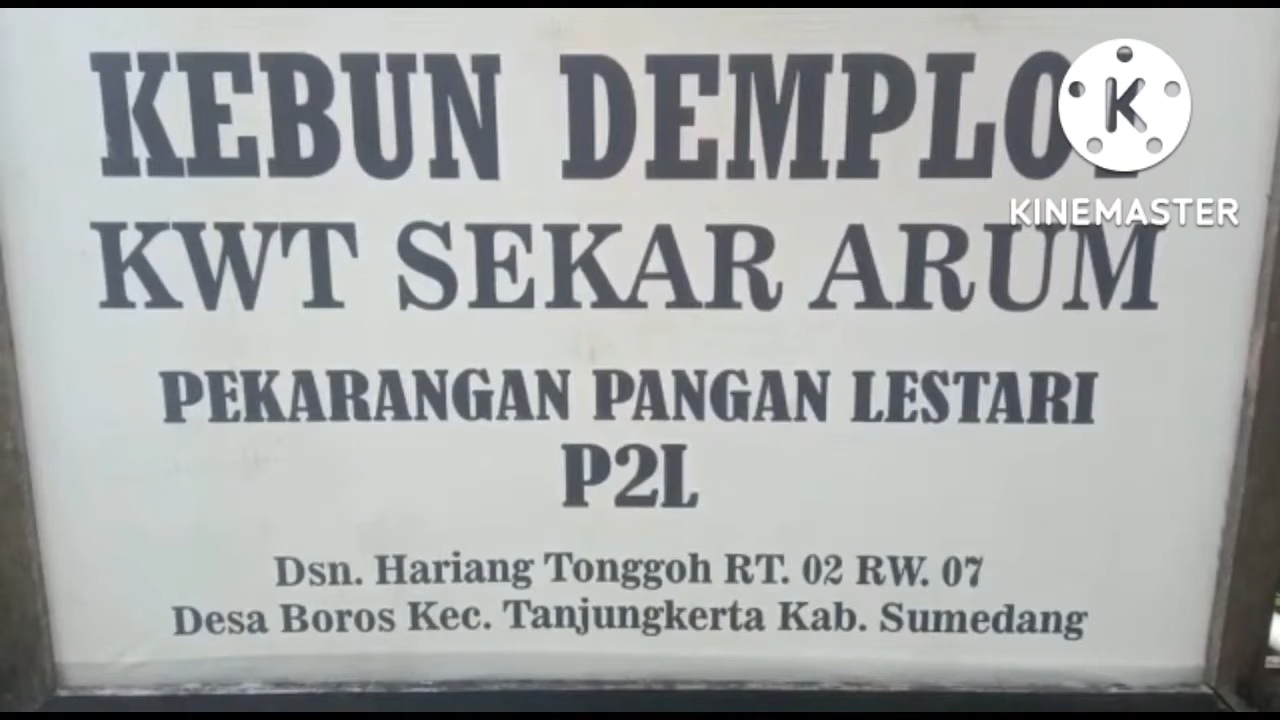 KEBUN DEMPLOT
KWT SEKAR ARUM
PEKARANGAN PANGAN LESTARI
P2L
Dsn. Hariang Tonggoh RT. 02 RW. 07
Desa Boros Kec. Tanjungkerta Kab. Sumedang
K
KINEMASTER